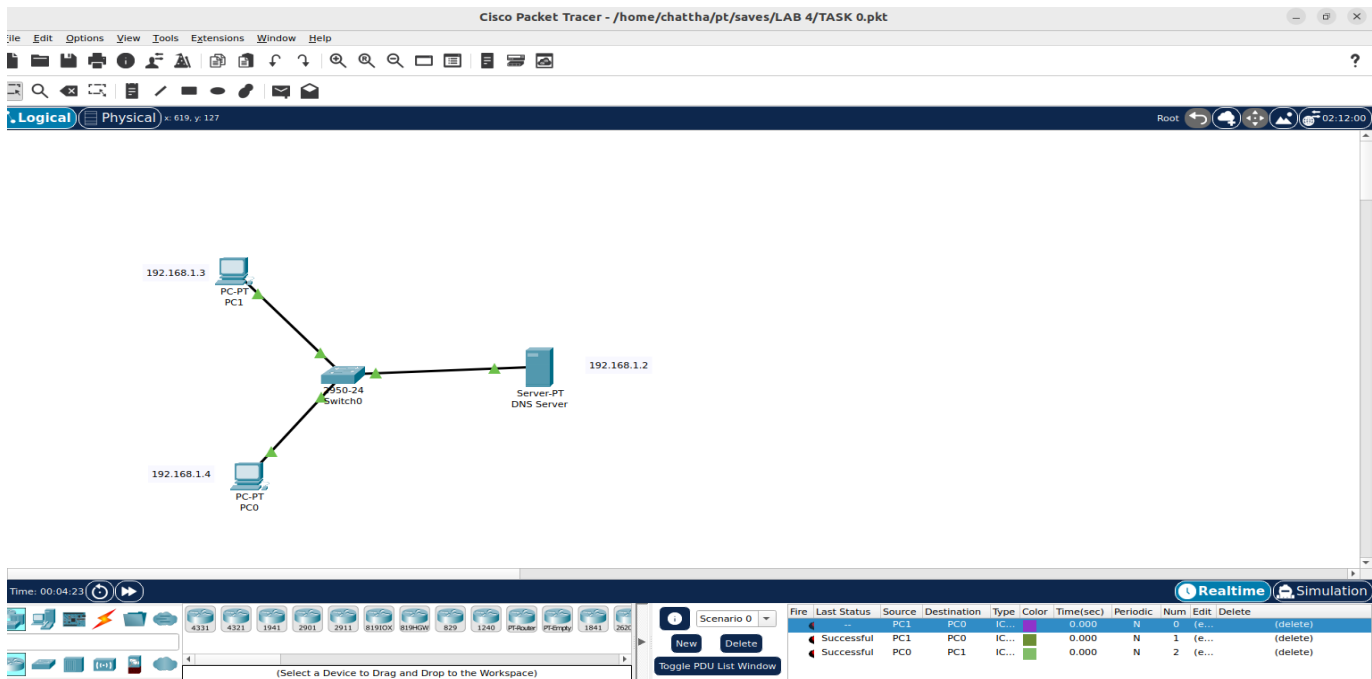 Cisco Packet Tracer - /home/chattha/pt/saves/LAB 4/TASK 0.pkt
ile Edit Options View Tools Extensions Window Help
?
Logical Physical x: 619, y: 127 Root 02:12:00
192.168.1.3
PC-PT
PC1
192.168.1.2
2950-24
Switch0
Server-PT
DNS Server
192.168.1.4
PC-PT
PC0
Time: 00:04:23 Realtime Simulation
4331 4321 1941 2901 2911 819IOX 819HGW 829 1240 PT-Router PT-Empty 1841 2620
(Select a Device to Drag and Drop to the Workspace)
Scenario 0
New Delete
Toggle PDU List Window
Fire Last Status Source Destination Type Color Time(sec) Periodic Num Edit Delete
-- PC1 PC0 IC... 0.000 N 0 (e... (delete)
Successful PC1 PC0 IC... 0.000 N 1 (e... (delete)
Successful PC0 PC1 IC... 0.000 N 2 (e... (delete)